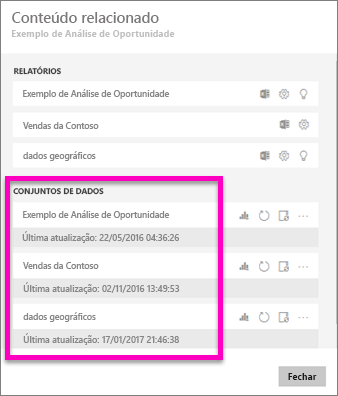 Conteúdo relacionado
Exemplo de Análise de Oportunidade
RELATÓRIOS
Exemplo de Análise de Oportunidade
Vendas da Contoso
dados geográficos
CONJUNTOS DE DADOS
Exemplo de Análise de Oportunidade
Última atualização: 22/05/2016 04:36:26
Vendas da Contoso
Última atualização: 02/11/2016 13:49:53
dados geográficos
Última atualização: 17/01/2017 21:46:38
Fechar